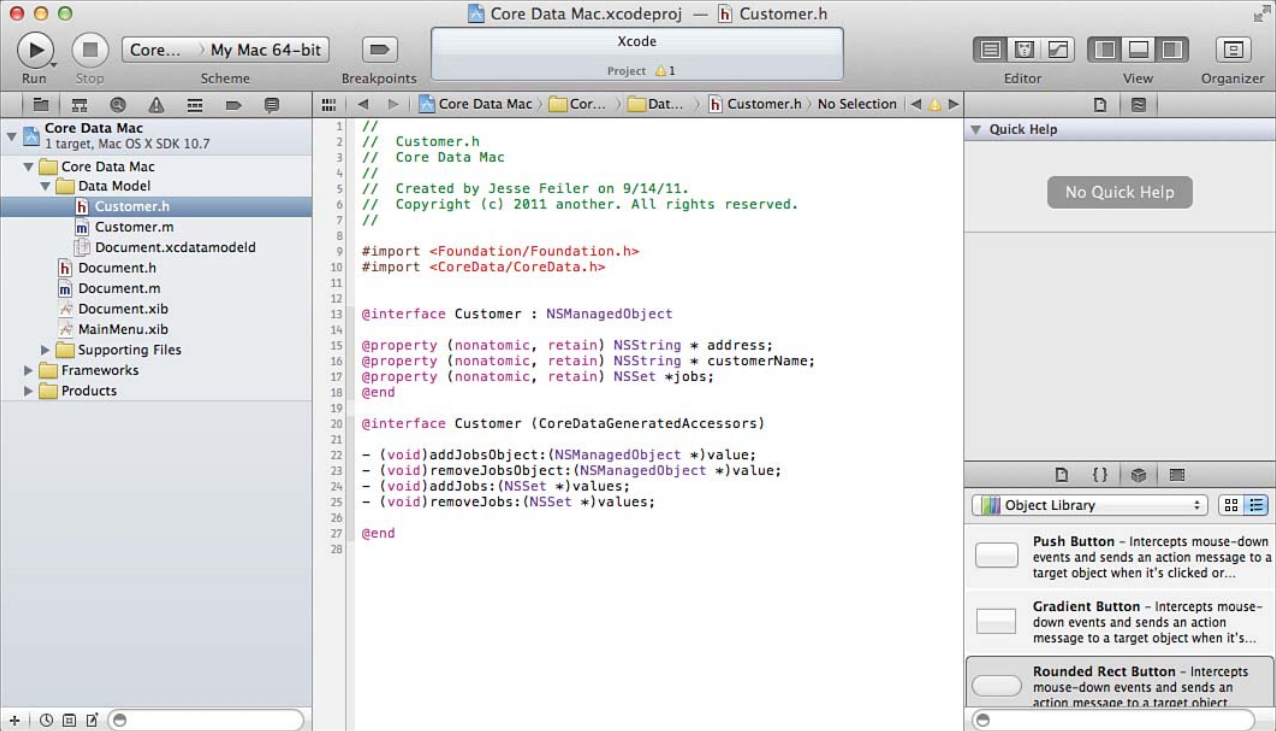 Core Data Mac.xcodeproj — h Customer.h
Core... My Mac 64-bit
Run Stop Scheme Breakpoints
Xcode
Project 1
Editor View Organizer
Core Data Mac
1 target, Mac OS X SDK 10.7
Core Data Mac
Data Model
h Customer.h
m Customer.m
Document.xcdatamodeld
h Document.h
m Document.m
Document.xib
MainMenu.xib
Supporting Files
Frameworks
Products
Core Data Mac Cor... Dat... h Customer.h No Selection
1 //
2 //  Customer.h
3 //  Core Data Mac
4 //
5 //  Created by Jesse Feiler on 9/14/11.
6 //  Copyright (c) 2011 another. All rights reserved.
7 //
8
9 #import <Foundation/Foundation.h>
10 #import <CoreData/CoreData.h>
11
12
13 @interface Customer : NSManagedObject
14
15 @property (nonatomic, retain) NSString * address;
16 @property (nonatomic, retain) NSString * customerName;
17 @property (nonatomic, retain) NSSet *jobs;
18 @end
19
20 @interface Customer (CoreDataGeneratedAccessors)
21
22 - (void)addJobsObject:(NSManagedObject *)value;
23 - (void)removeJobsObject:(NSManagedObject *)value;
24 - (void)addJobs:(NSSet *)values;
25 - (void)removeJobs:(NSSet *)values;
26
27 @end
28
Quick Help
No Quick Help
{}
Object Library
Push Button – Intercepts mouse-down
events and sends an action message to a
target object when it's clicked or...
Gradient Button – Intercepts mouse-
down events and sends an action
message to a target object when it's...
Rounded Rect Button – Intercepts
mouse-down events and sends an
action message to a target object